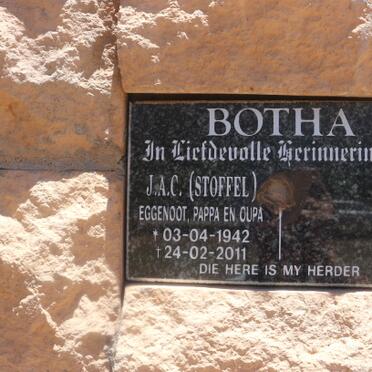 BOTHA
In Liefdevolle Herinnerin
J.A.C. (STOFFEL)
EGGENOOT, PAPPA EN OUPA
* 03-04-1942
† 24-02-2011
DIE HERE IS MY HERDER